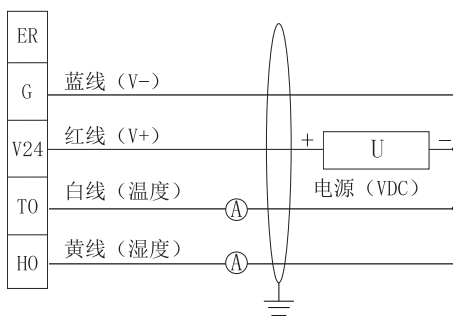 ER
G
蓝线（V-）
V24
红线（V+）
+
U
-
电源（VDC）
TO
白线（温度）
A
HO
黄线（湿度）
A